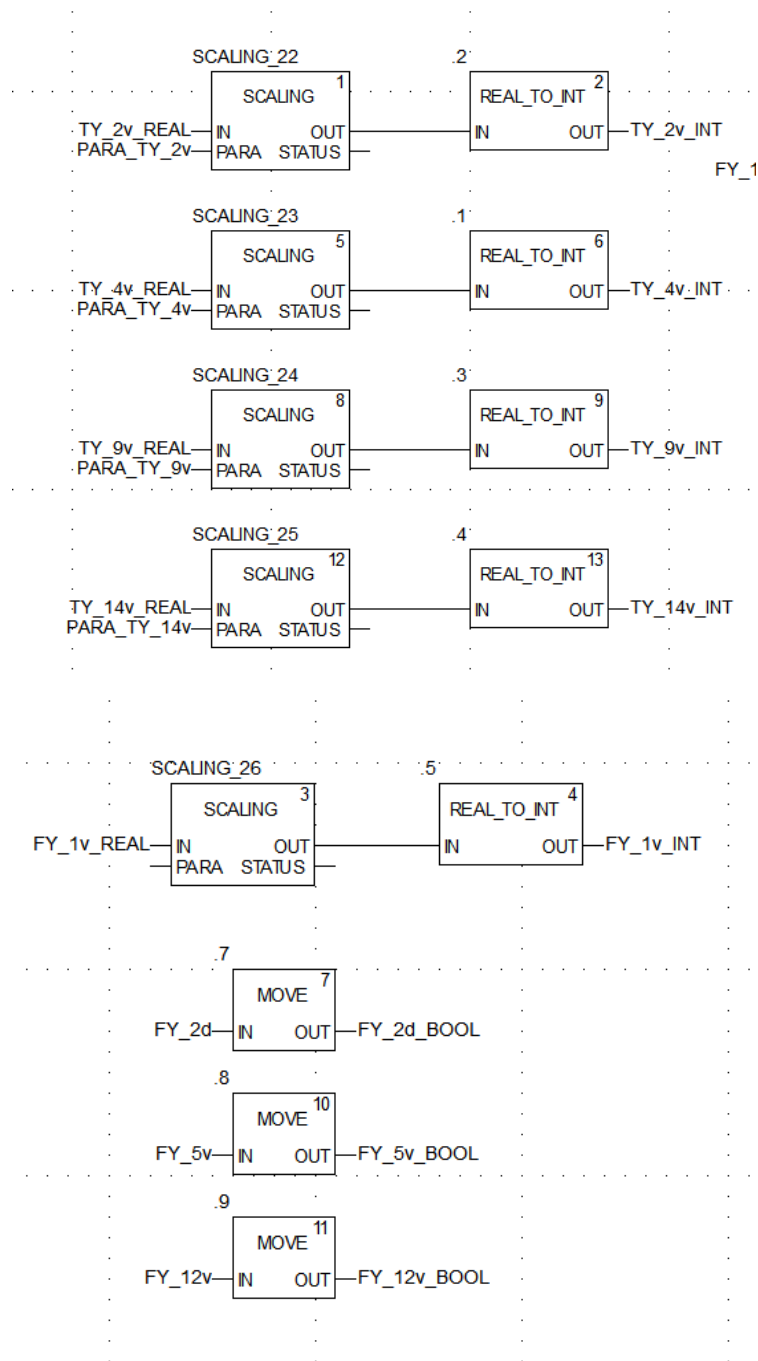 SCALING_22 .2
1 2
SCALING REAL_TO_INT
TY_2v_REAL IN OUT IN OUT TY_2v_INT
PARA_TY_2v PARA STATUS
FY_1
SCALING_23 .1
5 6
SCALING REAL_TO_INT
TY_4v_REAL IN OUT IN OUT TY_4v_INT
PARA_TY_4v PARA STATUS
SCALING_24 .3
8 9
SCALING REAL_TO_INT
TY_9v_REAL IN OUT IN OUT TY_9v_INT
PARA_TY_9v PARA STATUS
SCALING_25 .4
12 13
SCALING REAL_TO_INT
TY_14v_REAL IN OUT IN OUT TY_14v_INT
PARA_TY_14v PARA STATUS
SCALING_26 .5
3 4
SCALING REAL_TO_INT
FY_1v_REAL IN OUT IN OUT FY_1v_INT
PARA STATUS
.7
7
MOVE
FY_2d IN OUT FY_2d_BOOL
.8
10
MOVE
FY_5v IN OUT FY_5v_BOOL
.9
11
MOVE
FY_12v IN OUT FY_12v_BOOL